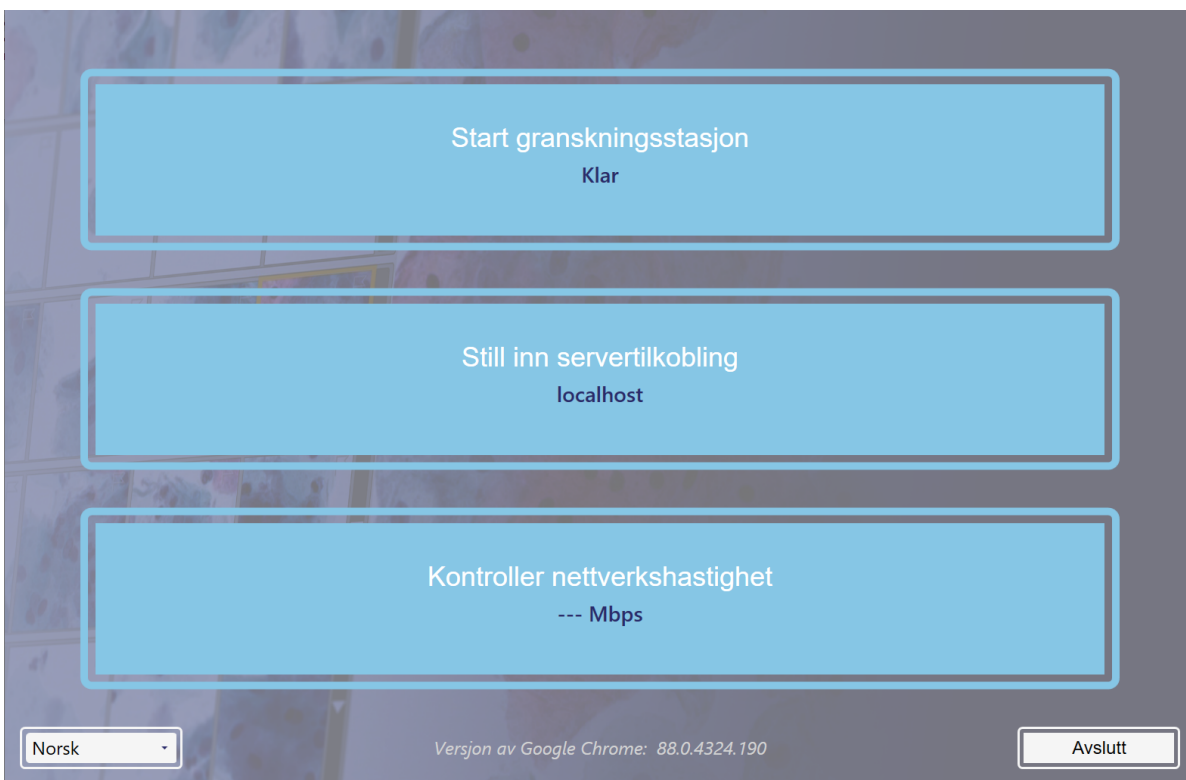 Start granskningsstasjon
Klar
Still inn servertilkobling
localhost
Kontroller nettverkshastighet
--- Mbps
Norsk
Versjon av Google Chrome: 88.0.4324.190
Avslutt